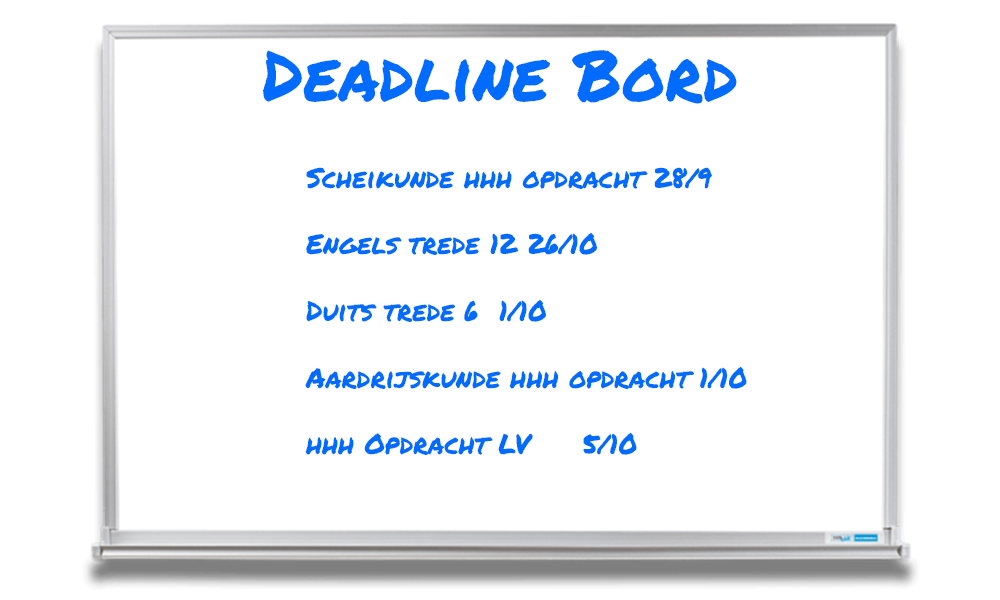 Deadline Bord
Scheikunde hhh opdracht 28/9
Engels trede 12 26/10
Duits trede 6 1/10
Aardrijskunde hhh opdracht 1/10
hhh Opdracht LV 5/10